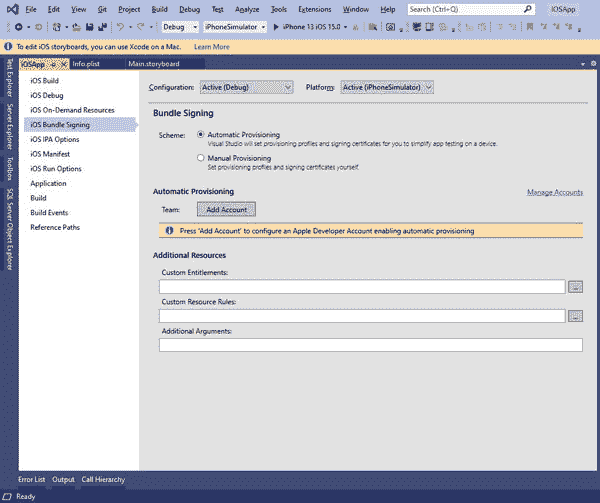 File Edit View Git Project Build Debug Test Analyze Tools Extensions Window Help Search (Ctrl+Q) iOSApp
Debug iPhoneSimulator iPhone 13 iOS 15.0
To edit iOS storyboards, you can use Xcode on a Mac. Learn More
iOSApp Info.plist Main.storyboard
Test Explorer
Server Explorer
Toolbox
SQL Server Object Explorer
iOS Build
iOS Debug
iOS On-Demand Resources
iOS Bundle Signing
iOS IPA Options
iOS Manifest
iOS Run Options
Application
Build
Build Events
Reference Paths
Configuration: Active (Debug) Platform: Active (iPhoneSimulator)
Bundle Signing
Scheme: Automatic Provisioning
Visual Studio will set provisioning profiles and signing certificates for you to simplify app testing on a device.
Manual Provisioning
Set provisioning profiles and signing certificates yourself.
Automatic Provisioning Manage Accounts
Team: Add Account
Press 'Add Account' to configure an Apple Developer Account enabling automatic provisioning
Additional Resources
Custom Entitlements:
...
Custom Resource Rules:
...
Additional Arguments:
Error List Output Call Hierarchy
Ready